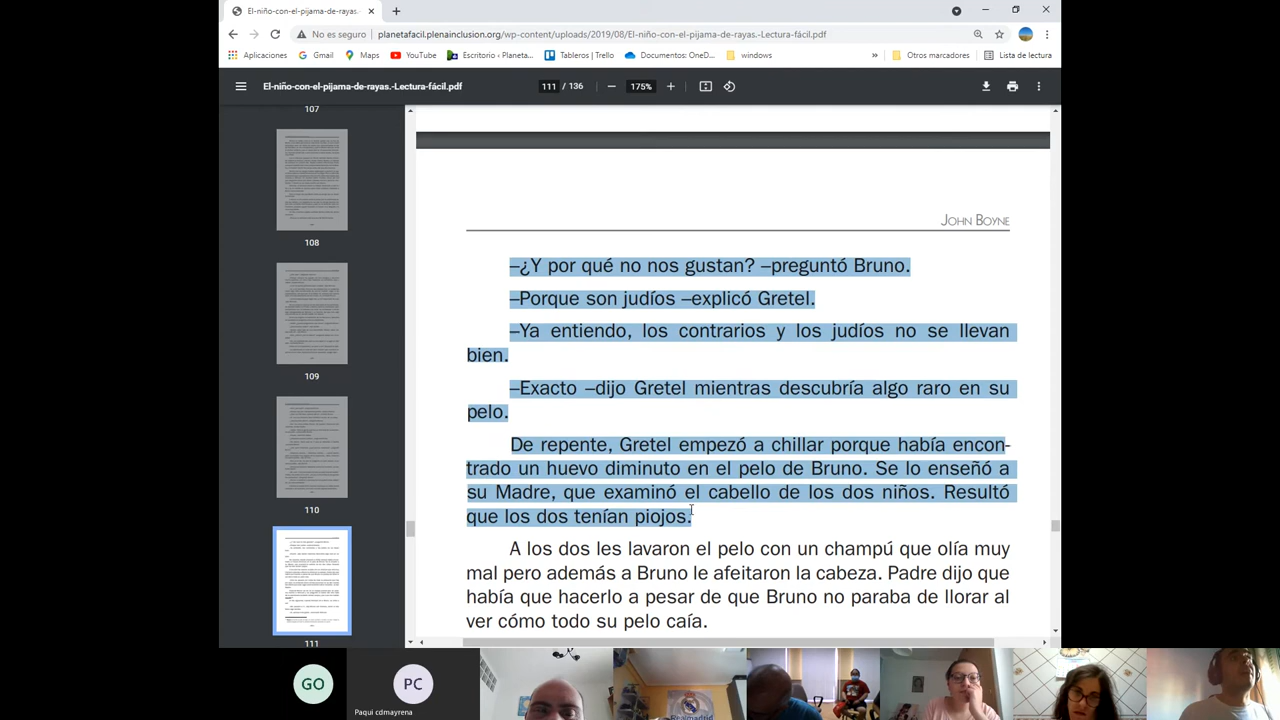 El-niño-con-el-pijama-de-rayas.
No es seguro
planetafacil.plenainclusion.org/wp-content/uploads/2019/08/El-niño-con-el-pijama-de-rayas.-Lectura-fácil.pdf
Aplicaciones
Gmail
Maps
YouTube
Escritorio ‹ Planeta...
Tableros | Trello
Documentos: OneD...
windows
»
Otros marcadores
Lista de lectura
El-niño-con-el-pijama-de-rayas.-Lectura-fácil.pdf
111 / 136
175%
107
108
109
110
111
JOHN BOYNE
–¿Y por qué no nos gustan? –preguntó Bruno.
–Porque son judíos –explicó Gretel.
–Ya entiendo, los contrarios y los judíos no se llevan
bien.
–Exacto –dijo Gretel mientras descubría algo raro en su
pelo.
De repente, Gretel empezó a chillar porque había encon-
trado un huevo diminuto en el pelo de Bruno. Se lo enseñó a
su Madre, que examinó el cabello de los dos niños. Resultó
que los dos tenían piojos.
A los dos les lavaron el pelo con un champú que olía muy
mal pero además a Bruno le afeitaron la cabeza. Padre dijo que
había que hacerlo a pesar de que Bruno no paraba de llorar al
ver cómo todo su pelo caía.
GO
PC
Paqui cdmayrena
Realmadrid